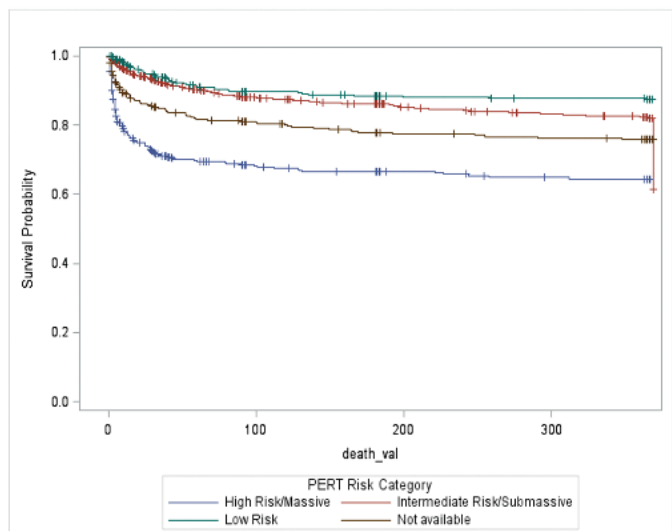 1.0
0.8
0.6
0.4
0.2
0.0
Survival Probability
0 100 200 300
death_val
PERT Risk Category
High Risk/Massive Intermediate Risk/Submassive
Low Risk Not available